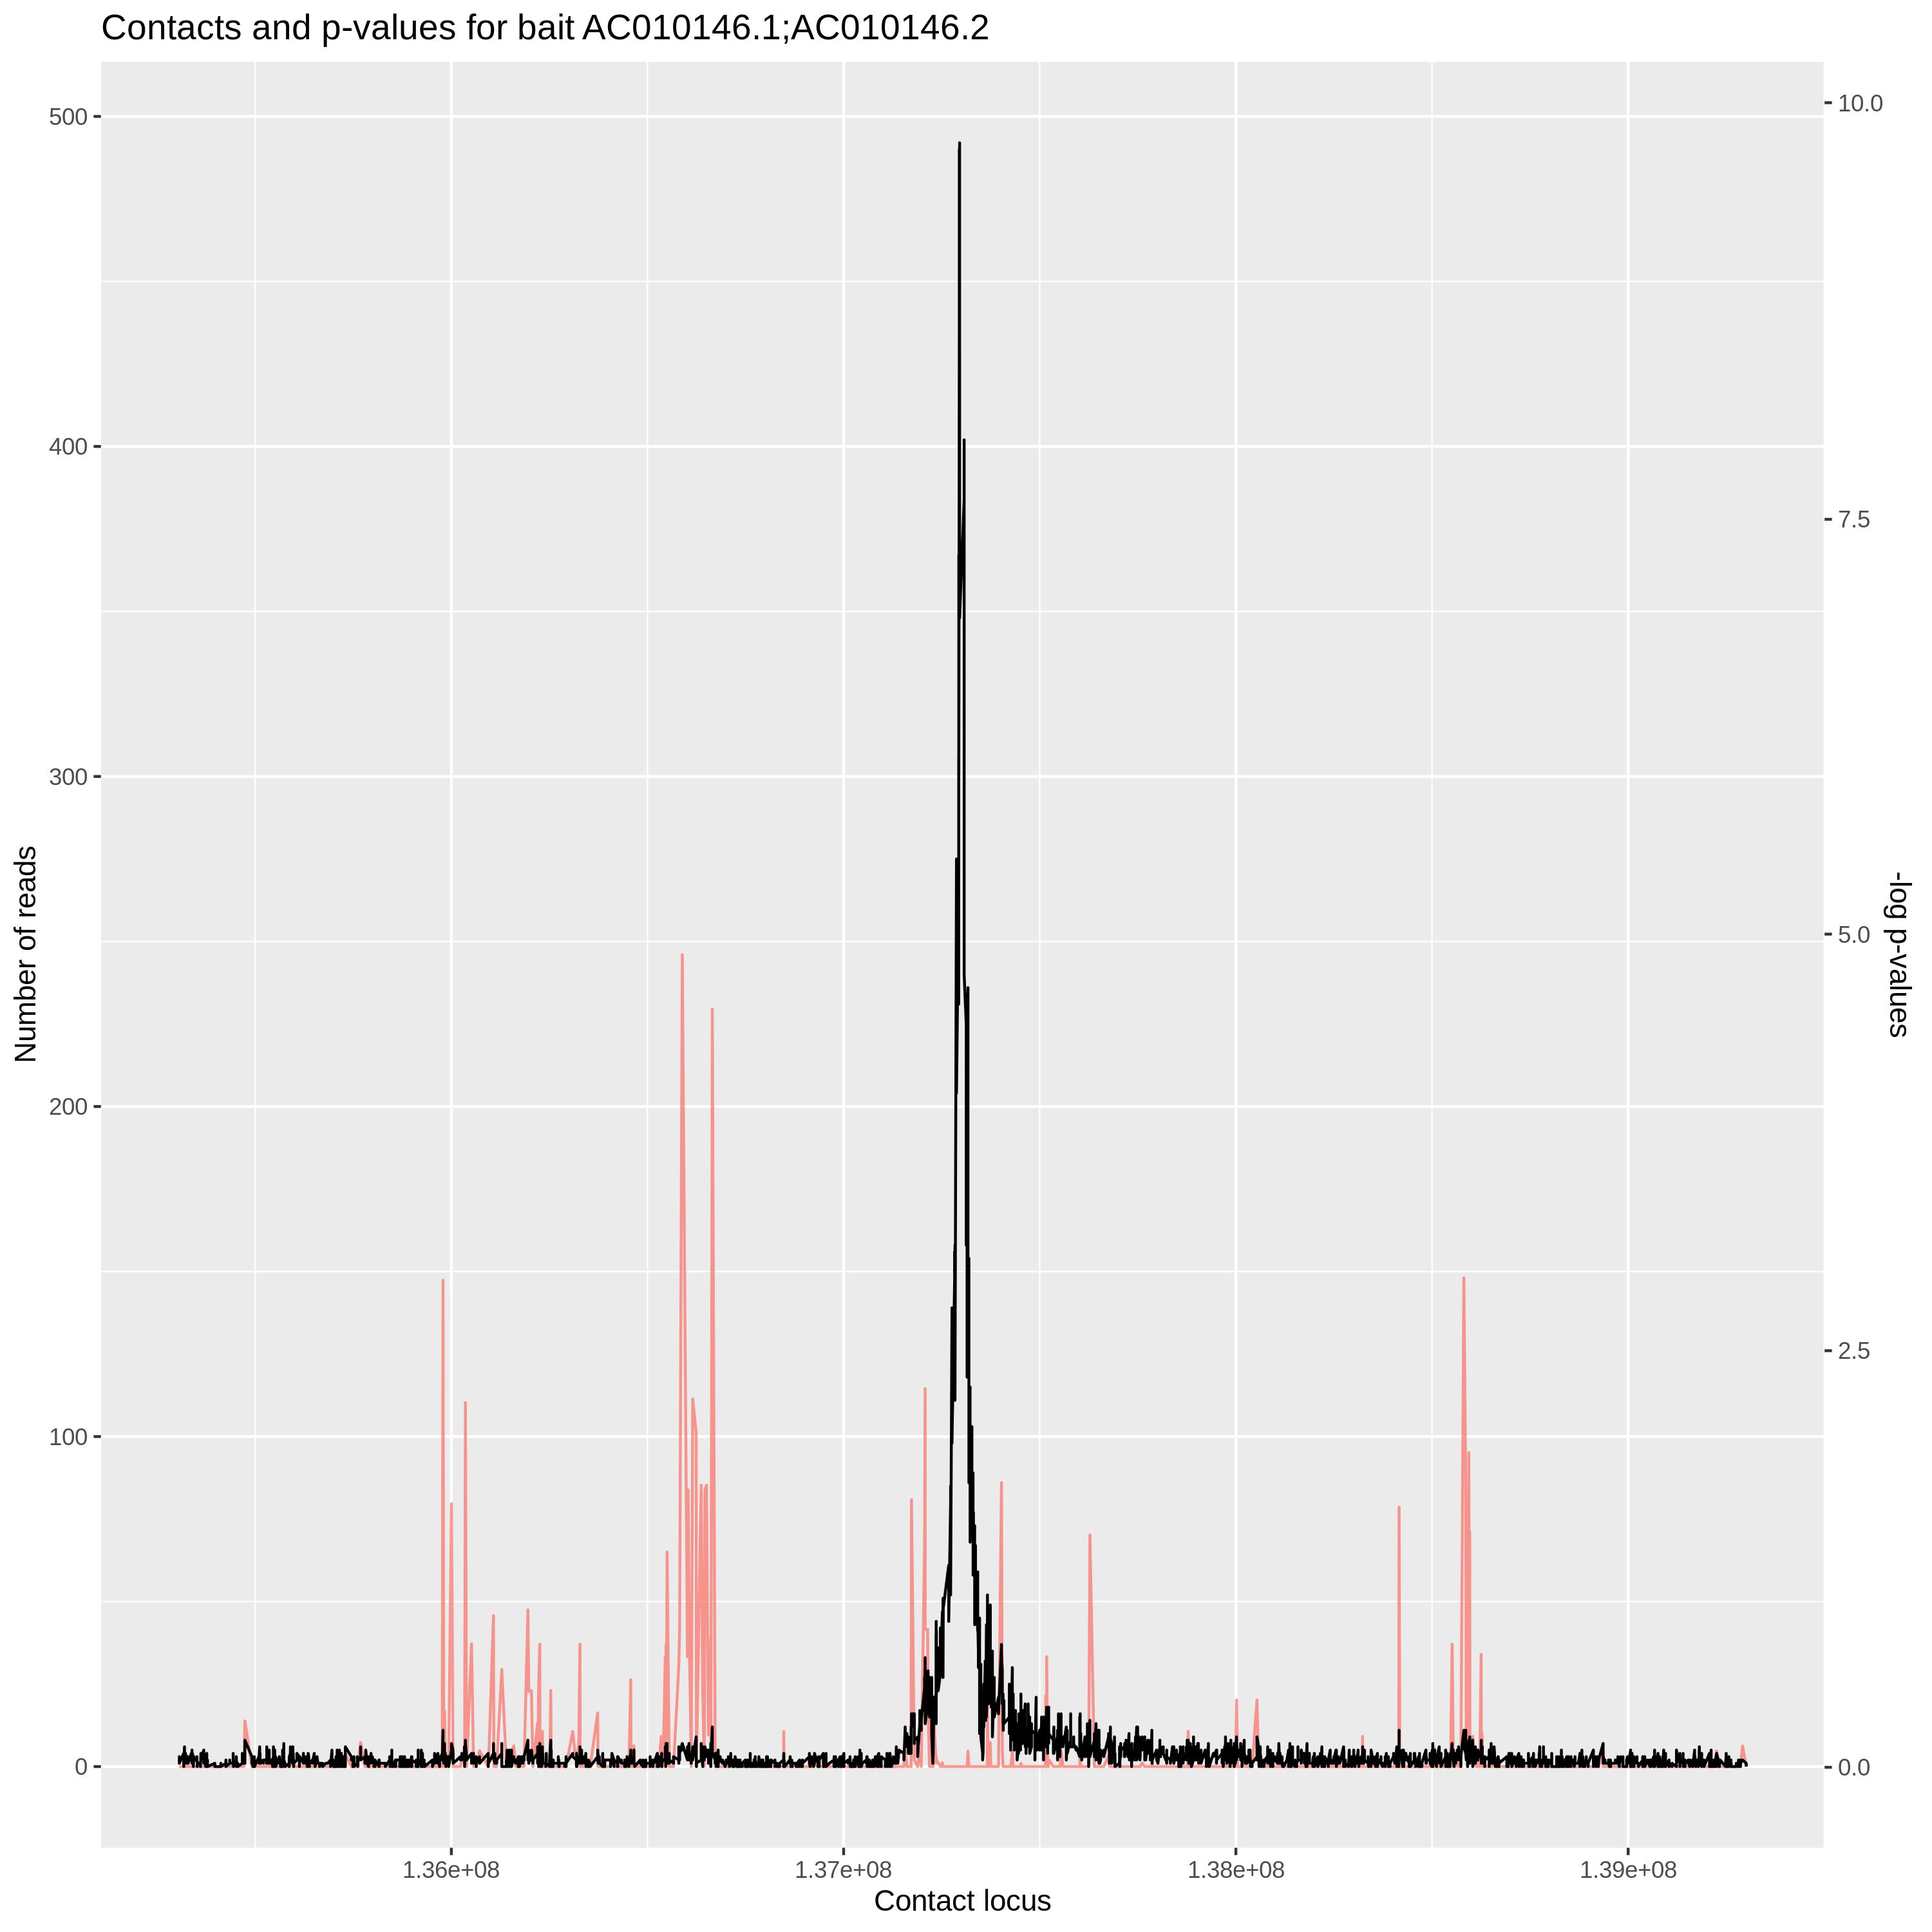 Contacts and p-values for bait AC010146.1;AC010146.2
500
400
300
200
100
0
Number of reads
10.0
7.5
5.0
2.5
0.0
-log p-values
1.36e+08
1.37e+08
1.38e+08
1.39e+08
Contact locus